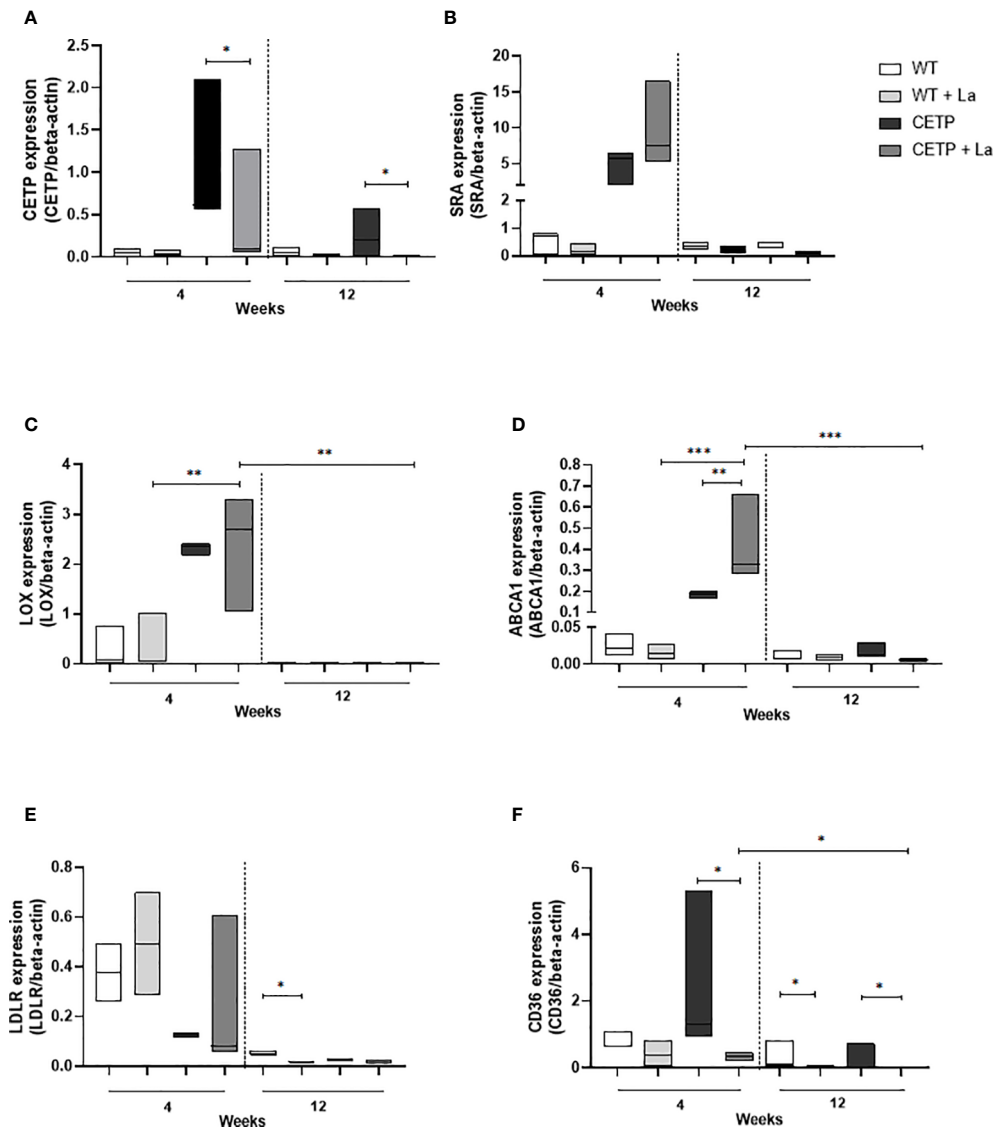 A
CETP expression
(CETP/beta-actin)
2.5
2.0
1.5
1.0
0.5
0.0
*
*
4
12
Weeks
B
SRA expression
(SRA/beta-actin)
20
15
10
5
2
1
0
4
12
Weeks
WT
WT + La
CETP
CETP + La
C
LOX expression
(LOX/beta-actin)
4
3
2
1
0
**
**
4
12
Weeks
D
ABCA1 expression
(ABCA1/beta-actin)
0.8
0.7
0.6
0.5
0.4
0.3
0.2
0.1
0.05
0.00
***
**
***
4
12
Weeks
E
LDLR expression
(LDLR/beta-actin)
0.8
0.6
0.4
0.2
0.0
*
4
12
Weeks
F
CD36 expression
(CD36/beta-actin)
6
4
2
0
*
*
*
*
4
12
Weeks